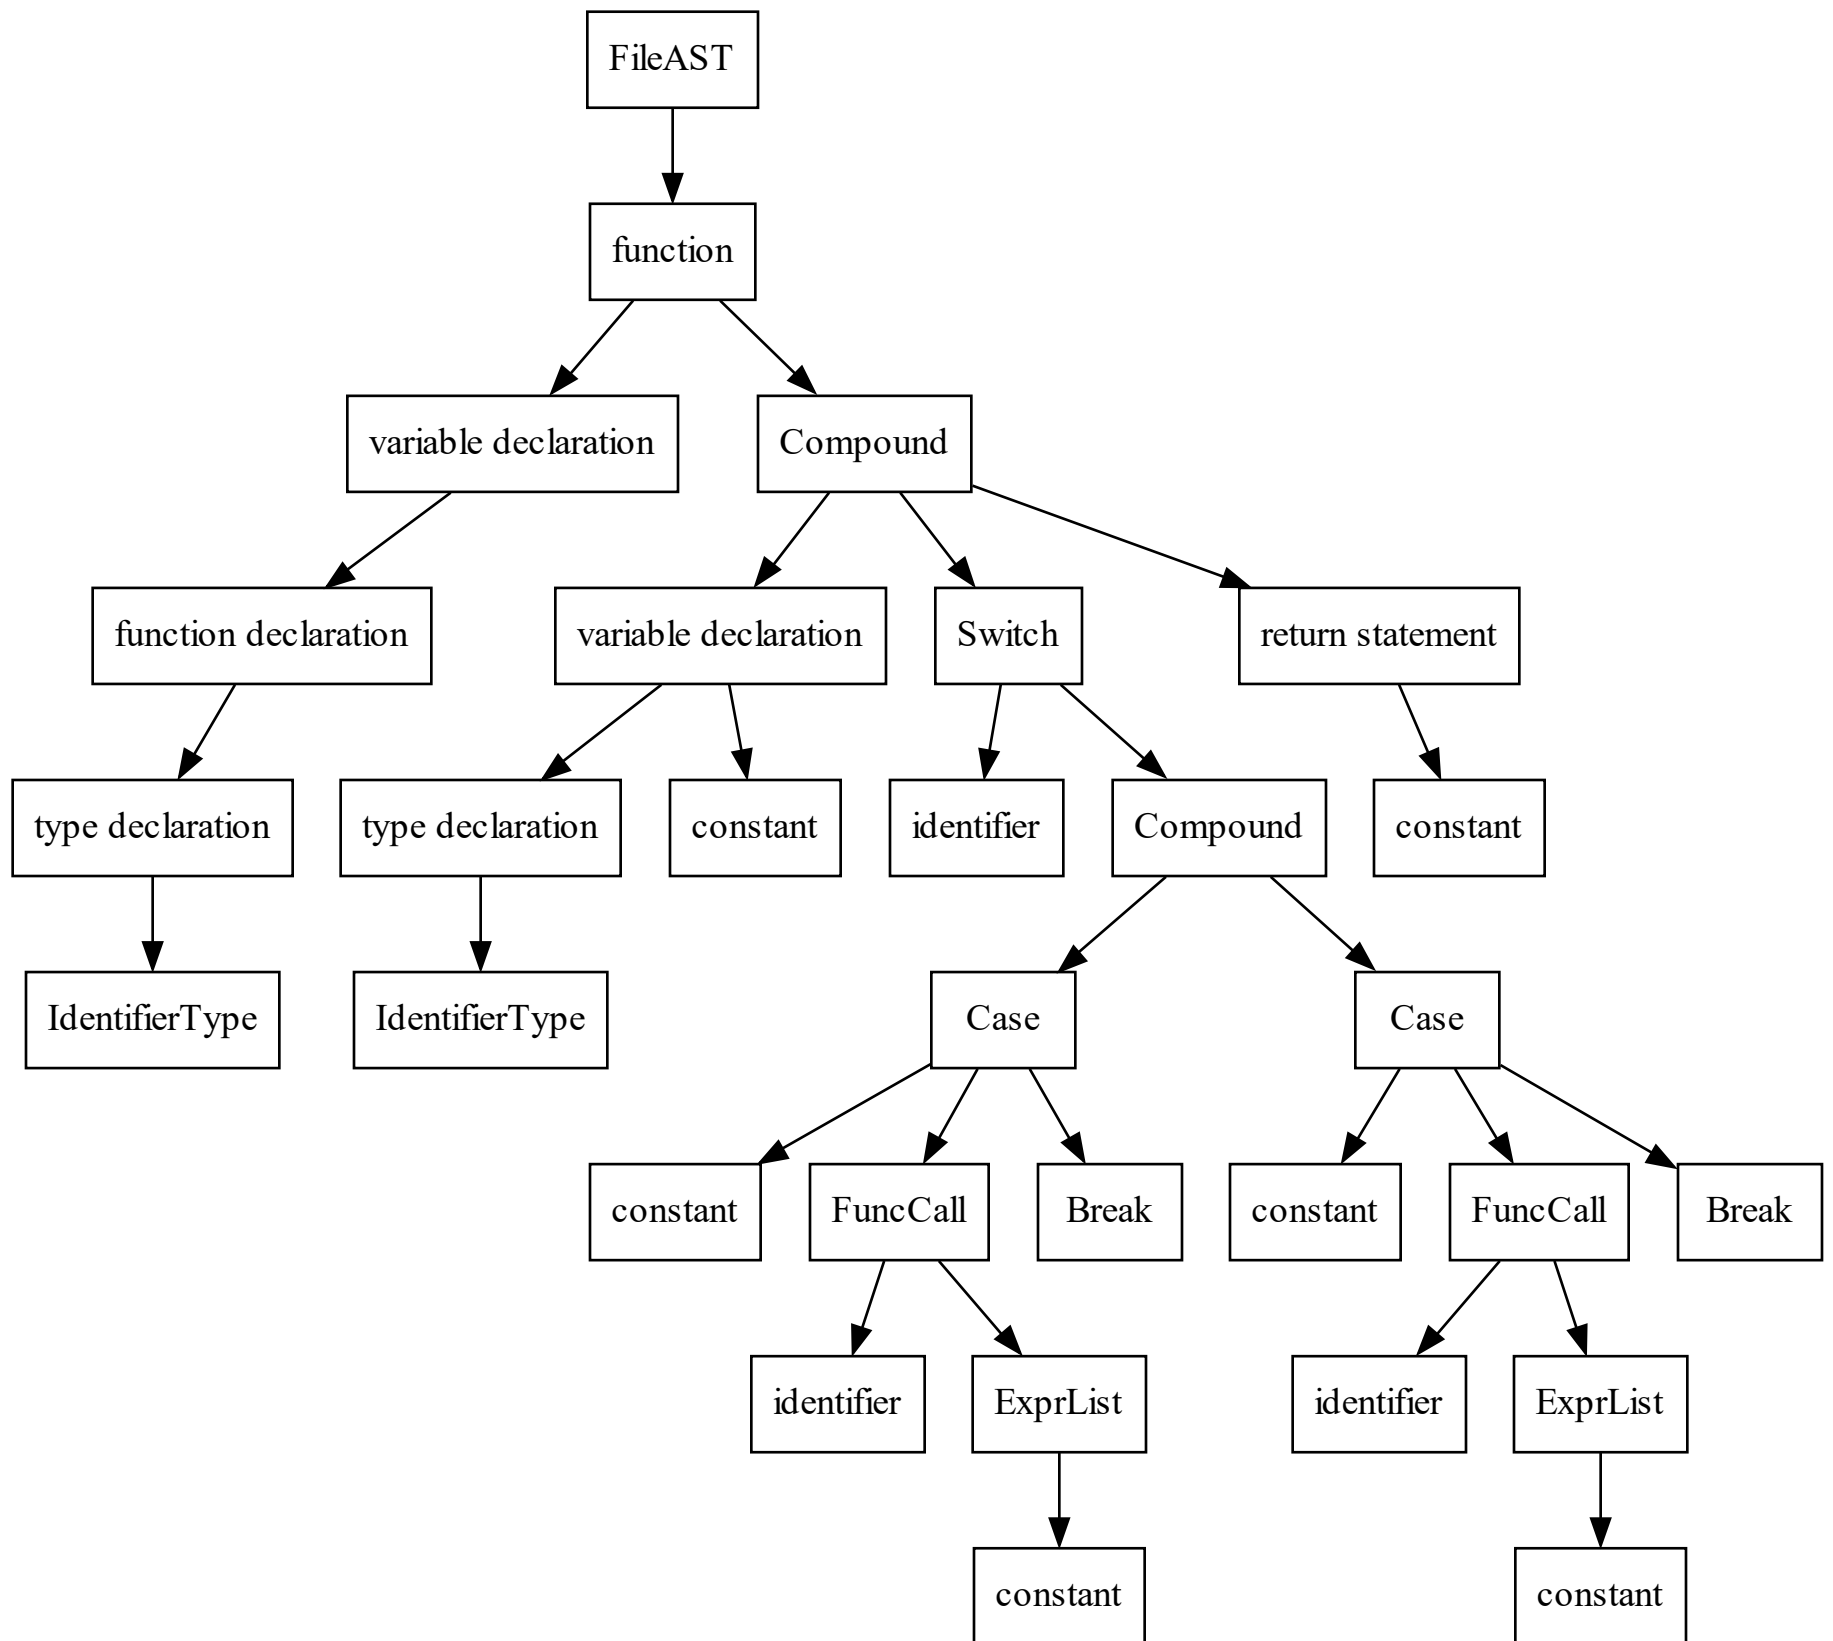 FileAST
function
variable declaration
Compound
function declaration
variable declaration
Switch
return statement
type declaration
type declaration
constant
identifier
Compound
constant
IdentifierType
IdentifierType
Case
Case
constant
FuncCall
Break
constant
FuncCall
Break
identifier
ExprList
identifier
ExprList
constant
constant